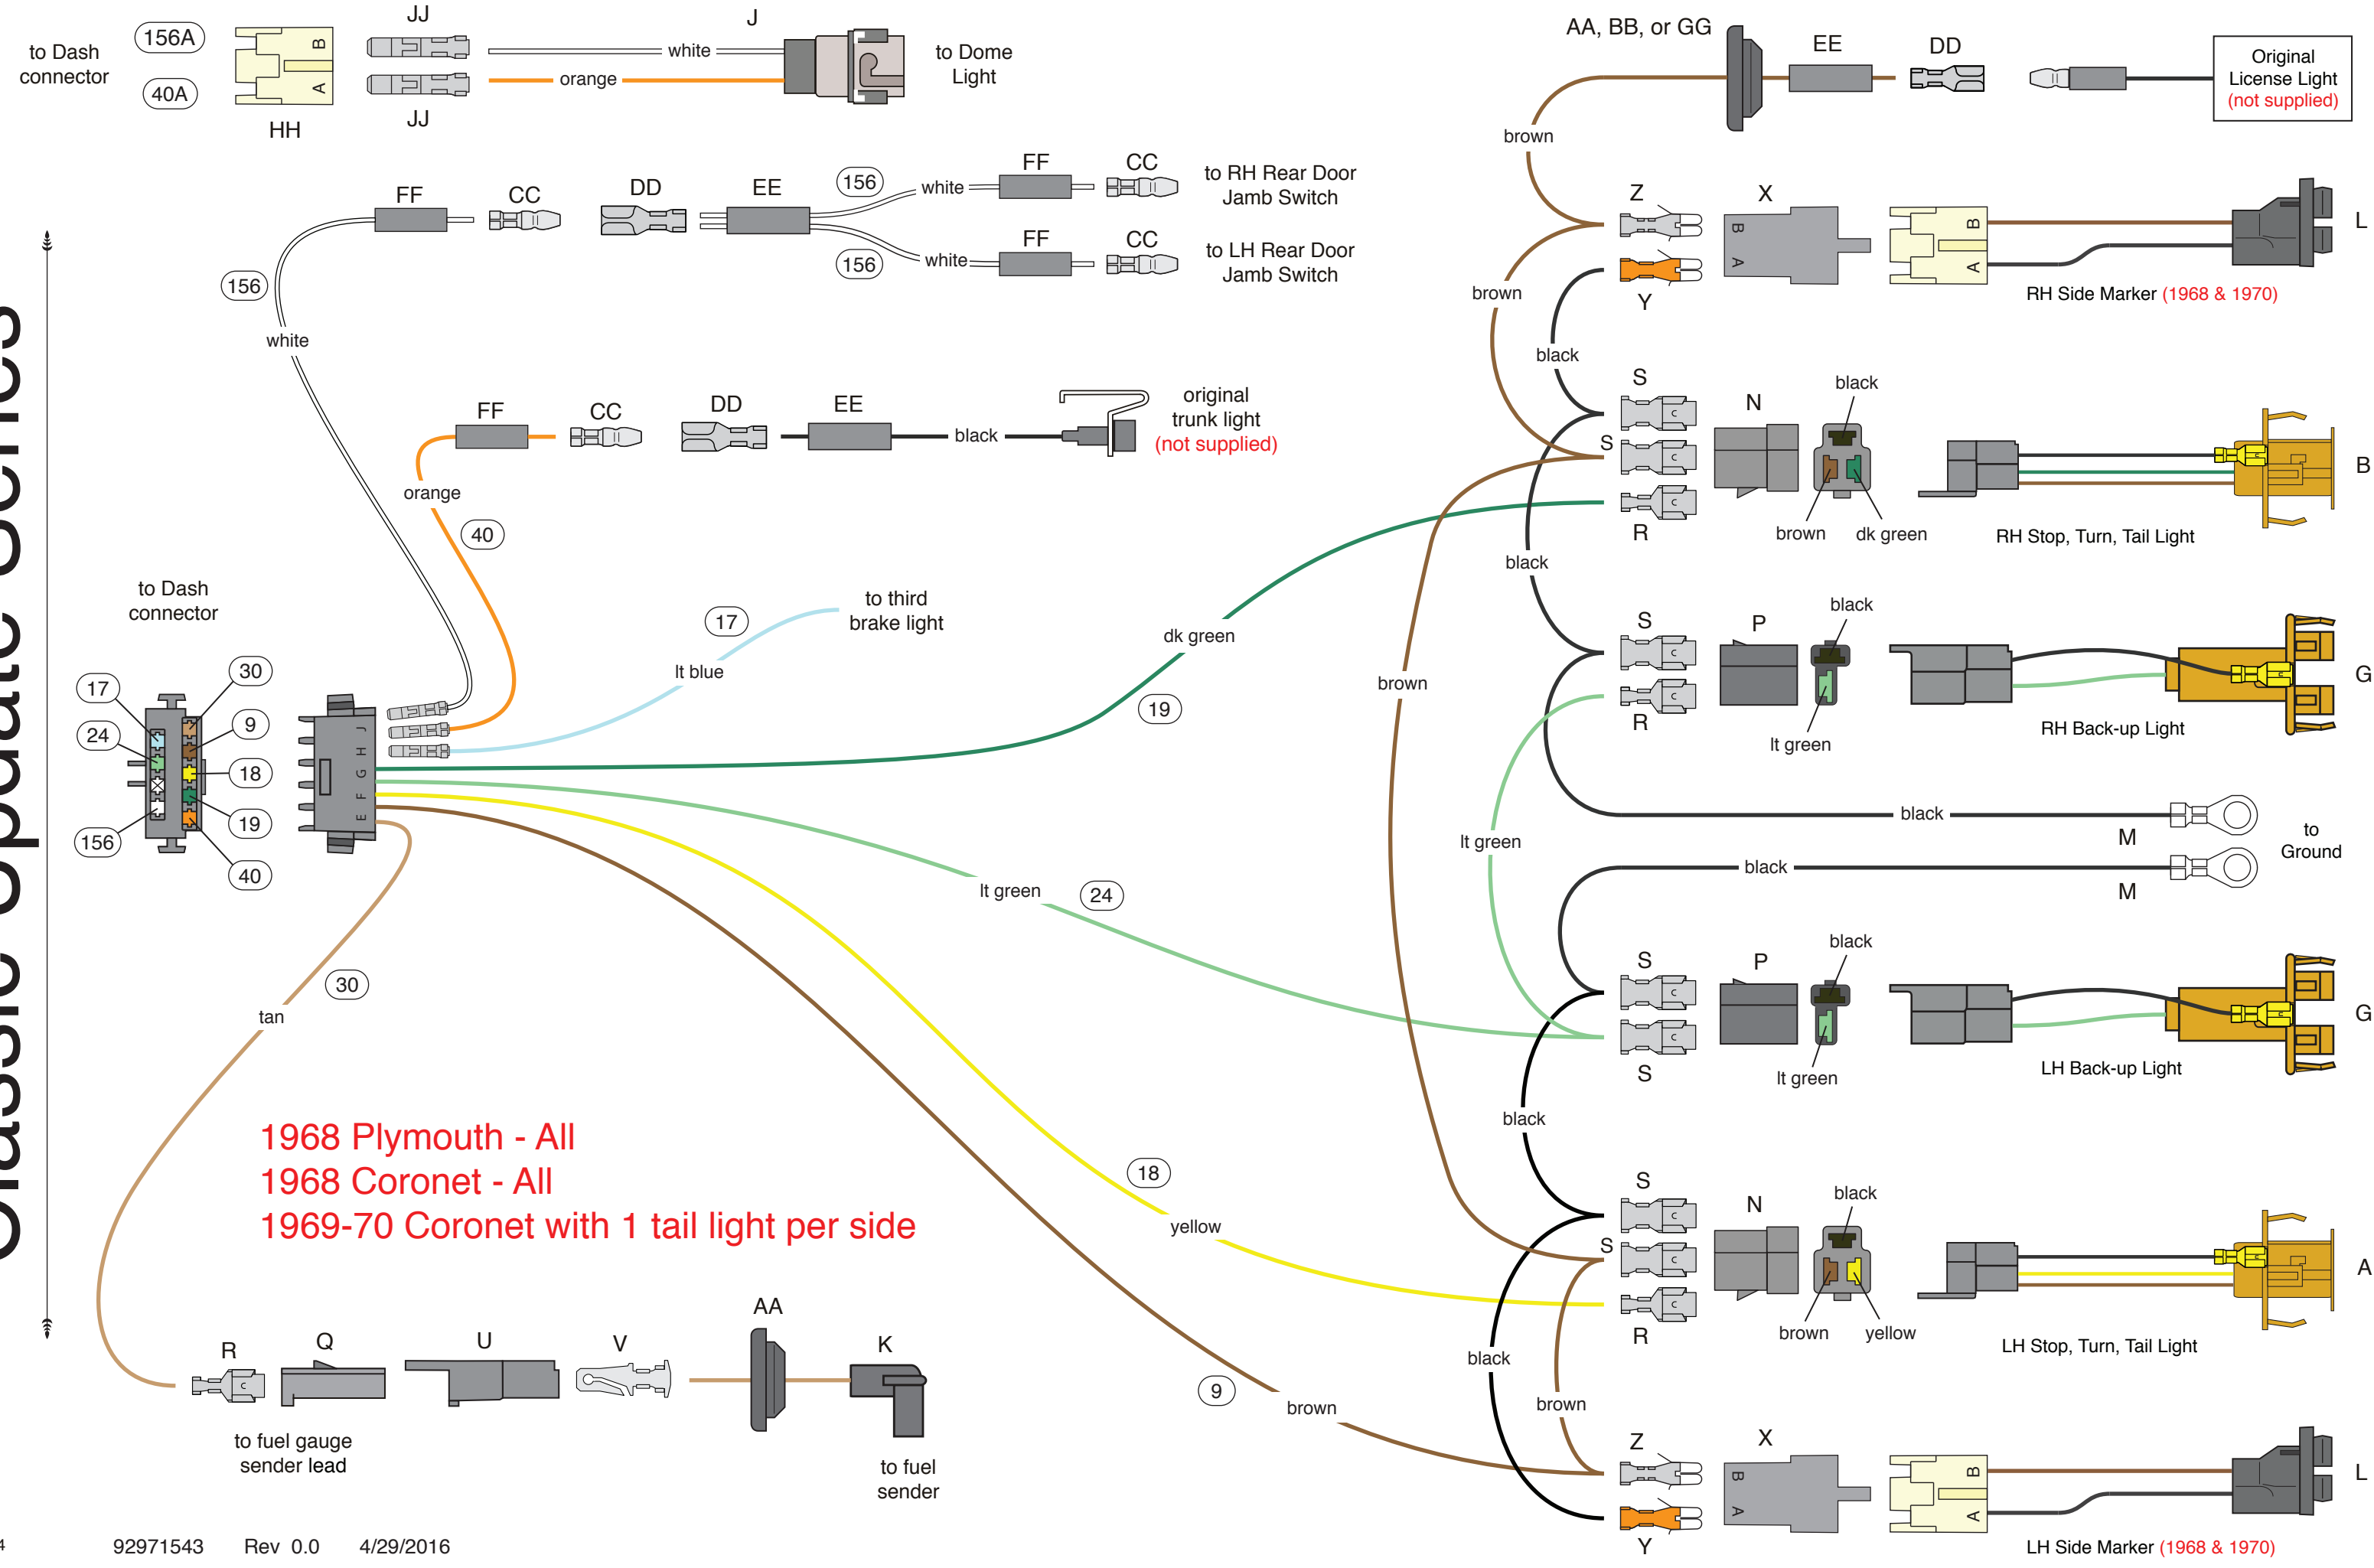 Classic Update Series
156A
40A
to Dash
connector
HH
B
A
JJ
JJ
white
orange
J
to Dome
Light
FF
CC
DD
EE
156
156
white
white
FF
CC
FF
CC
to RH Rear Door
Jamb Switch
to LH Rear Door
Jamb Switch
156
white
FF
CC
DD
EE
black
original
trunk light
(not supplied)
orange
40
to Dash
connector
17
24
156
30
9
18
19
40
J
H
G
F
E
17
lt blue
to third
brake light
dk green
19
lt green
24
18
yellow
9
brown
30
tan
1968 Plymouth - All
1968 Coronet - All
1969-70 Coronet with 1 tail light per side
R
Q
U
V
AA
K
to fuel gauge
sender lead
to fuel
sender
AA, BB, or GG
EE
DD
Original
License Light
(not supplied)
brown
Z
X
B
A
B
A
L
Y
RH Side Marker (1968 & 1970)
brown
black
S
C
S
C
R
C
N
black
brown
dk green
B
RH Stop, Turn, Tail Light
black
S
C
R
C
P
black
lt green
G
RH Back-up Light
brown
lt green
black
M
to
Ground
black
M
S
C
S
C
P
black
lt green
G
LH Back-up Light
black
S
C
S
C
R
C
N
black
brown
yellow
A
LH Stop, Turn, Tail Light
black
brown
Z
X
B
A
B
A
L
Y
LH Side Marker (1968 & 1970)
4
92971543 Rev 0.0 4/29/2016